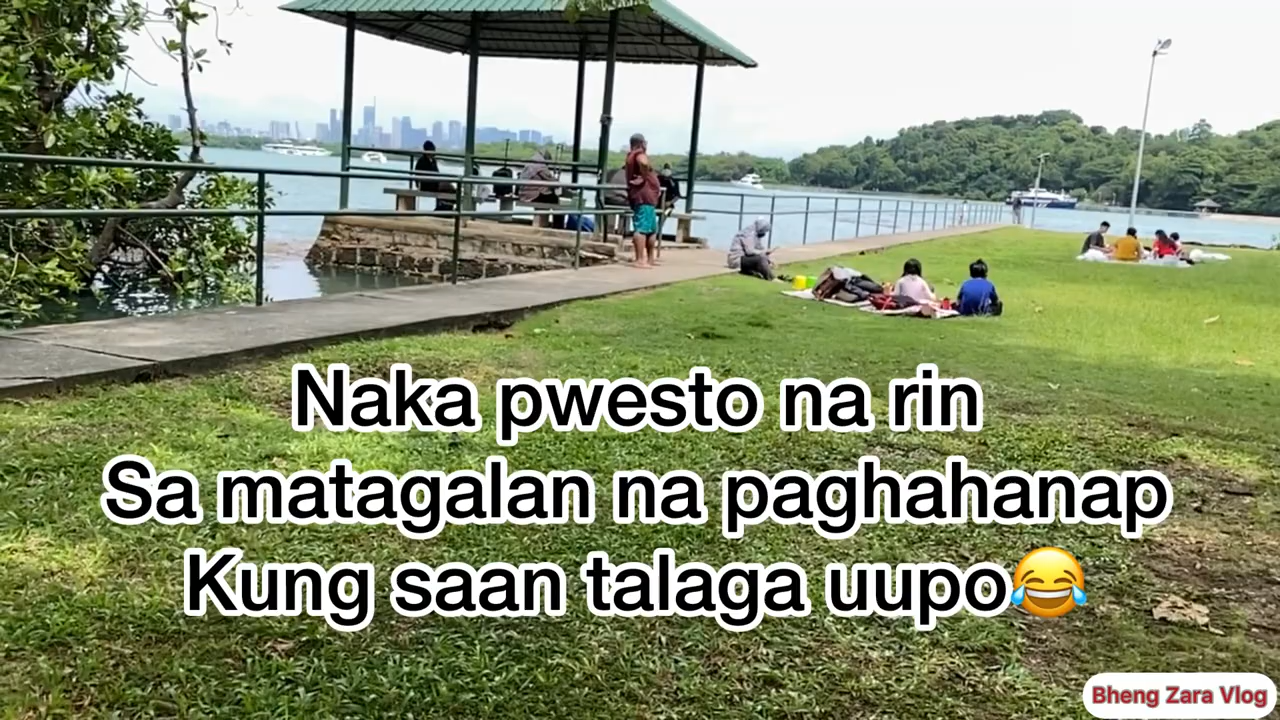 Naka pwesto na rin
Sa matagalan na paghahanap
Kung saan talaga uupo😂
Bheng Zara Vlog